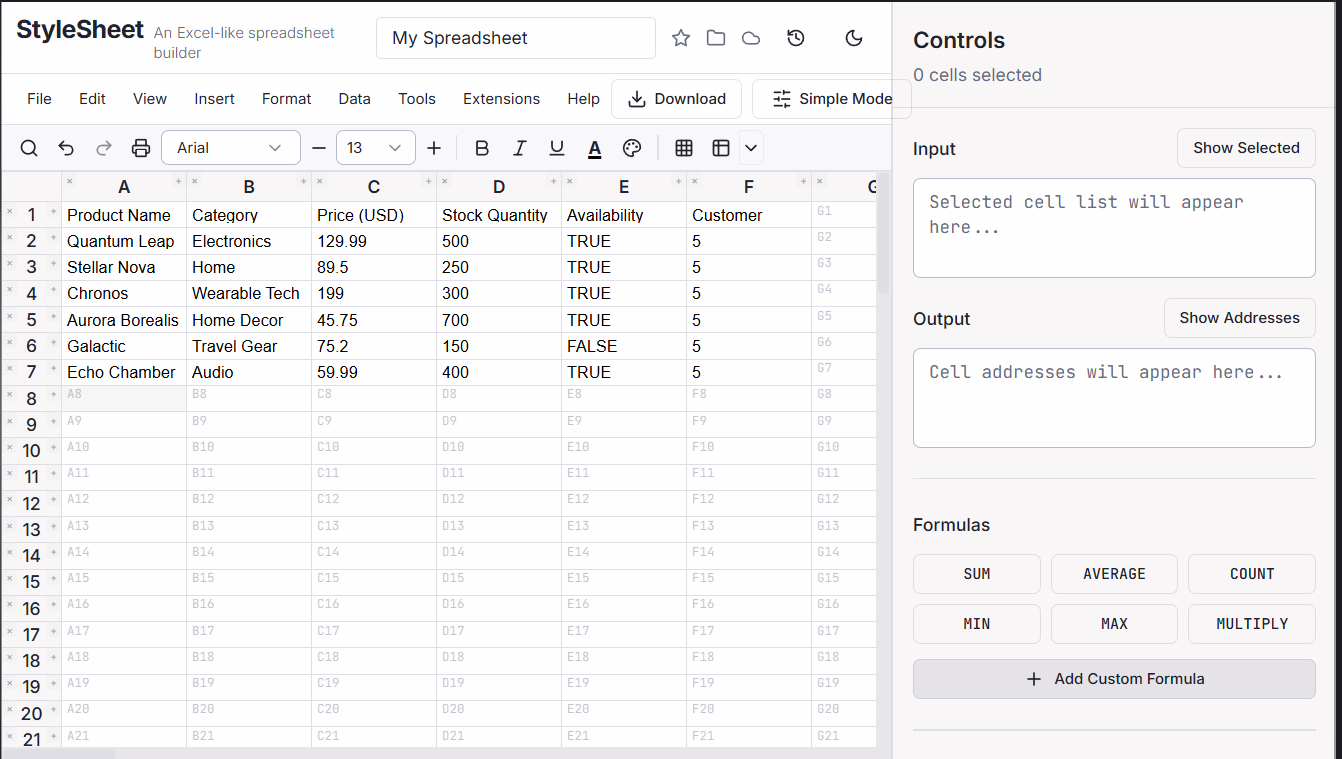 StyleSheet
An Excel-like spreadsheet
builder
My Spreadsheet
File Edit View Insert Format Data Tools Extensions Help Download Simple Mode
Arial 13 B I U A
A B C D E F G
1 Product Name Category Price (USD) Stock Quantity Availability Customer G1
2 Quantum Leap Electronics 129.99 500 TRUE 5 G2
3 Stellar Nova Home 89.5 250 TRUE 5 G3
4 Chronos Wearable Tech 199 300 TRUE 5 G4
5 Aurora Borealis Home Decor 45.75 700 TRUE 5 G5
6 Galactic Travel Gear 75.2 150 FALSE 5 G6
7 Echo Chamber Audio 59.99 400 TRUE 5 G7
8 A8 B8 C8 D8 E8 F8 G8
9 A9 B9 C9 D9 E9 F9 G9
10 A10 B10 C10 D10 E10 F10 G10
11 A11 B11 C11 D11 E11 F11 G11
12 A12 B12 C12 D12 E12 F12 G12
13 A13 B13 C13 D13 E13 F13 G13
14 A14 B14 C14 D14 E14 F14 G14
15 A15 B15 C15 D15 E15 F15 G15
16 A16 B16 C16 D16 E16 F16 G16
17 A17 B17 C17 D17 E17 F17 G17
18 A18 B18 C18 D18 E18 F18 G18
19 A19 B19 C19 D19 E19 F19 G19
20 A20 B20 C20 D20 E20 F20 G20
21 A21 B21 C21 D21 E21 F21 G21
Controls
0 cells selected
Input Show Selected
Selected cell list will appear
here...
Output Show Addresses
Cell addresses will appear here...
Formulas
SUM AVERAGE COUNT
MIN MAX MULTIPLY
+ Add Custom Formula